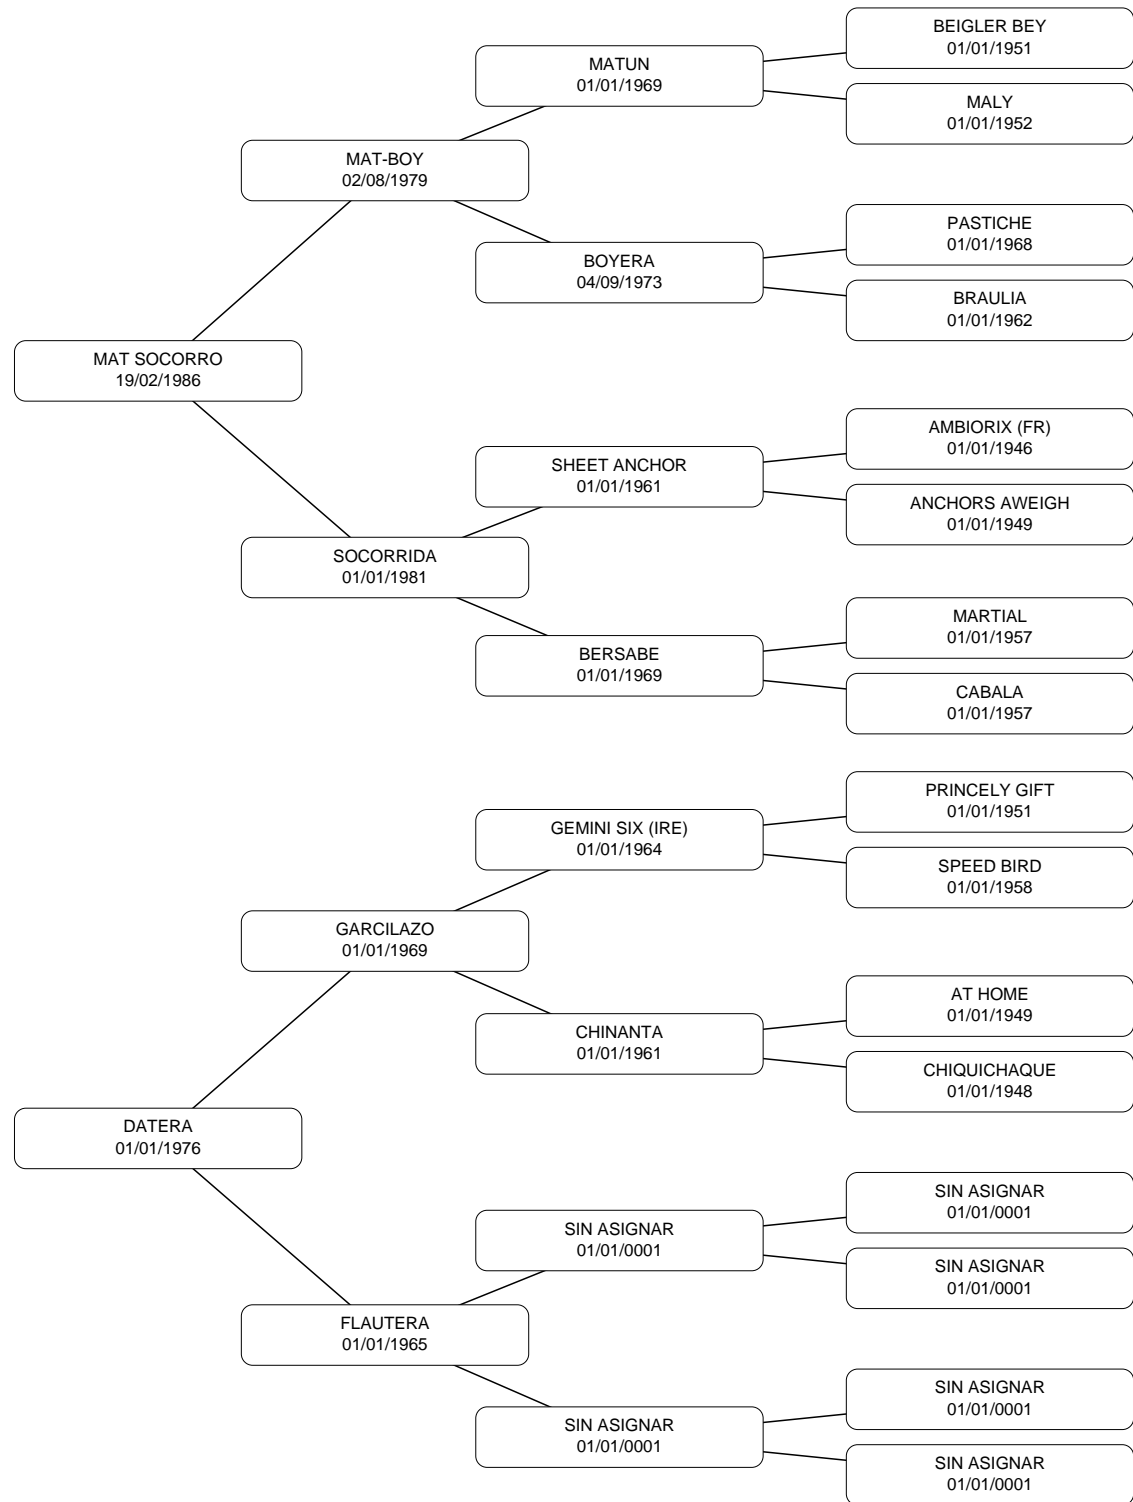 BEIGLER BEY
01/01/1951
MATUN
01/01/1969
MALY
01/01/1952
MAT-BOY
02/08/1979
PASTICHE
01/01/1968
BOYERA
04/09/1973
BRAULIA
01/01/1962
MAT SOCORRO
19/02/1986
AMBIORIX (FR)
01/01/1946
SHEET ANCHOR
01/01/1961
ANCHORS AWEIGH
01/01/1949
SOCORRIDA
01/01/1981
MARTIAL
01/01/1957
BERSABE
01/01/1969
CABALA
01/01/1957
PRINCELY GIFT
01/01/1951
GEMINI SIX (IRE)
01/01/1964
SPEED BIRD
01/01/1958
GARCILAZO
01/01/1969
AT HOME
01/01/1949
CHINANTA
01/01/1961
CHIQUICHAQUE
01/01/1948
DATERA
01/01/1976
SIN ASIGNAR
01/01/0001
SIN ASIGNAR
01/01/0001
SIN ASIGNAR
01/01/0001
FLAUTERA
01/01/1965
SIN ASIGNAR
01/01/0001
SIN ASIGNAR
01/01/0001
SIN ASIGNAR
01/01/0001